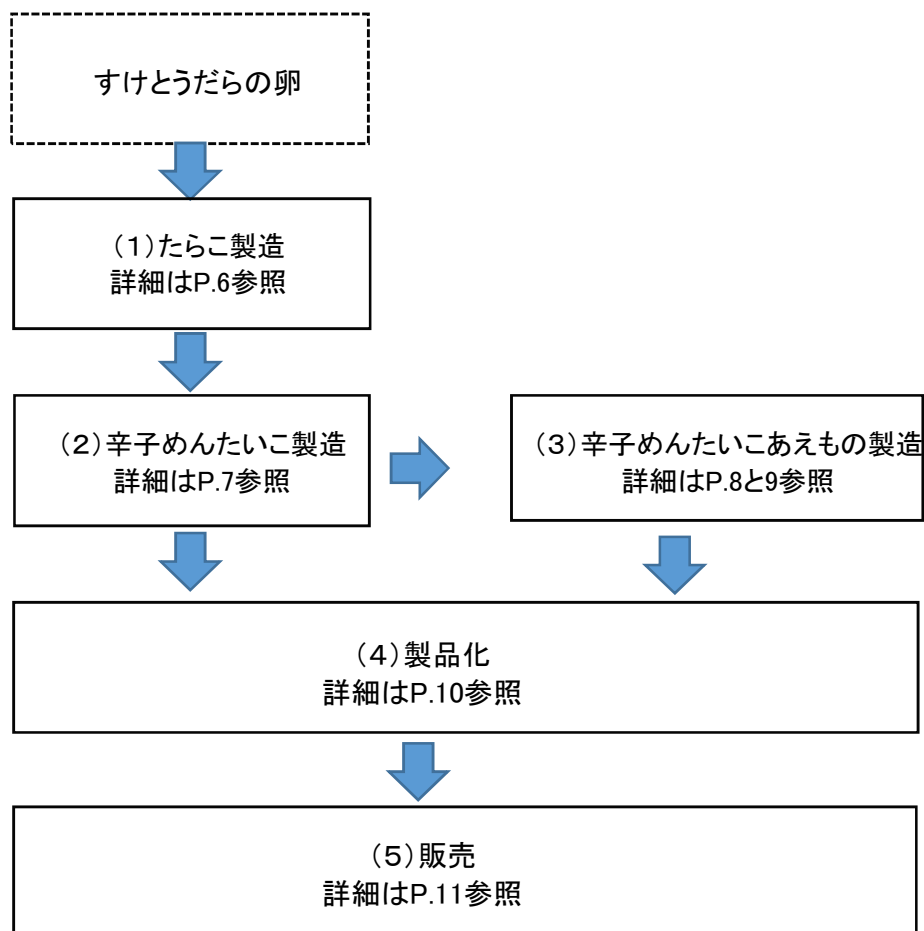 すけとうだらの卵
（１）たらこ製造
詳細はP.6参照
（２）辛子めんたいこ製造
詳細はP.7参照
（３）辛子めんたいこあえもの製造
詳細はP.8と9参照
（４）製品化
詳細はP.10参照
（５）販売
詳細はP.11参照